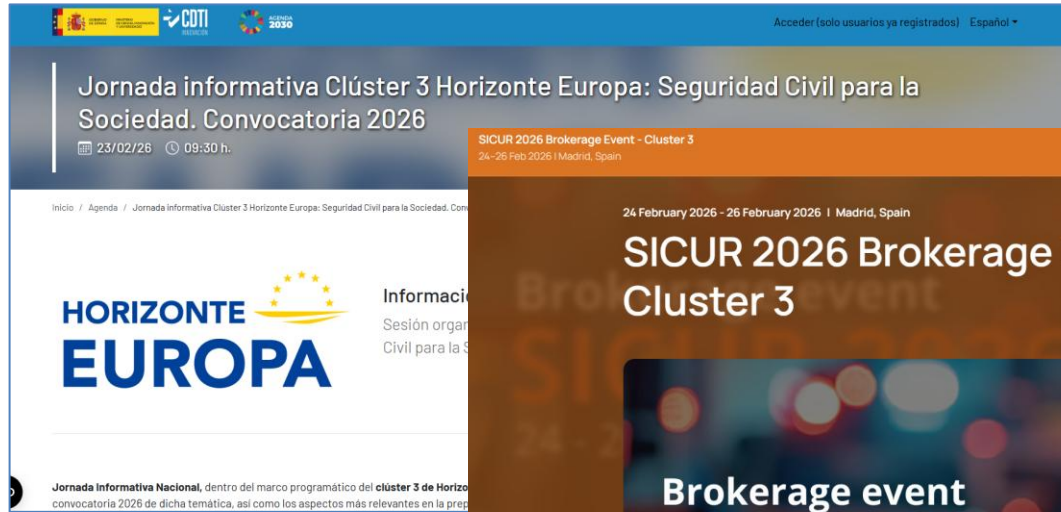 CDTI
INNOVACIÓN
AGENDA
2030
Acceder (solo usuarios ya registrados) Español
Jornada informativa Clúster 3 Horizonte Europa: Seguridad Civil para la
Sociedad. Convocatoria 2026
23/02/26 09:30 h.
Inicio / Agenda / Jornada informativa Clúster 3 Horizonte Europa: Seguridad Civil para la Sociedad. Con
HORIZONTE
EUROPA
Informaci
Sesión organ
Civil para la S
Jornada Informativa Nacional, dentro del marco programático del clúster 3 de Horizo
convocatoria 2026 de dicha temática, así como los aspectos más relevantes en la prep
SICUR 2026 Brokerage Event - Cluster 3
24-26 Feb 2026 | Madrid, Spain
24 February 2026 - 26 February 2026 | Madrid, Spain
SICUR 2026 Brokerage
Cluster 3
Brokerage event